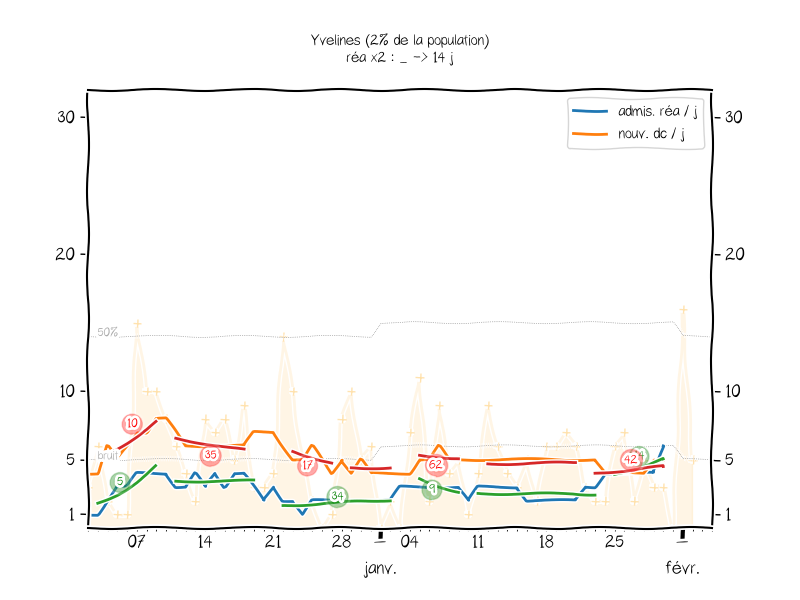 Yvelines (2% de la population)
réa x2 : _ -> 14 j
admis. réa / j
nouv. dc / j
30 30
20 20
50%
10 10
10
35
17
62
42
bruit
5 5
5
34
9
1 1
07 14 21 28 04 11 18 25
janv. févr.